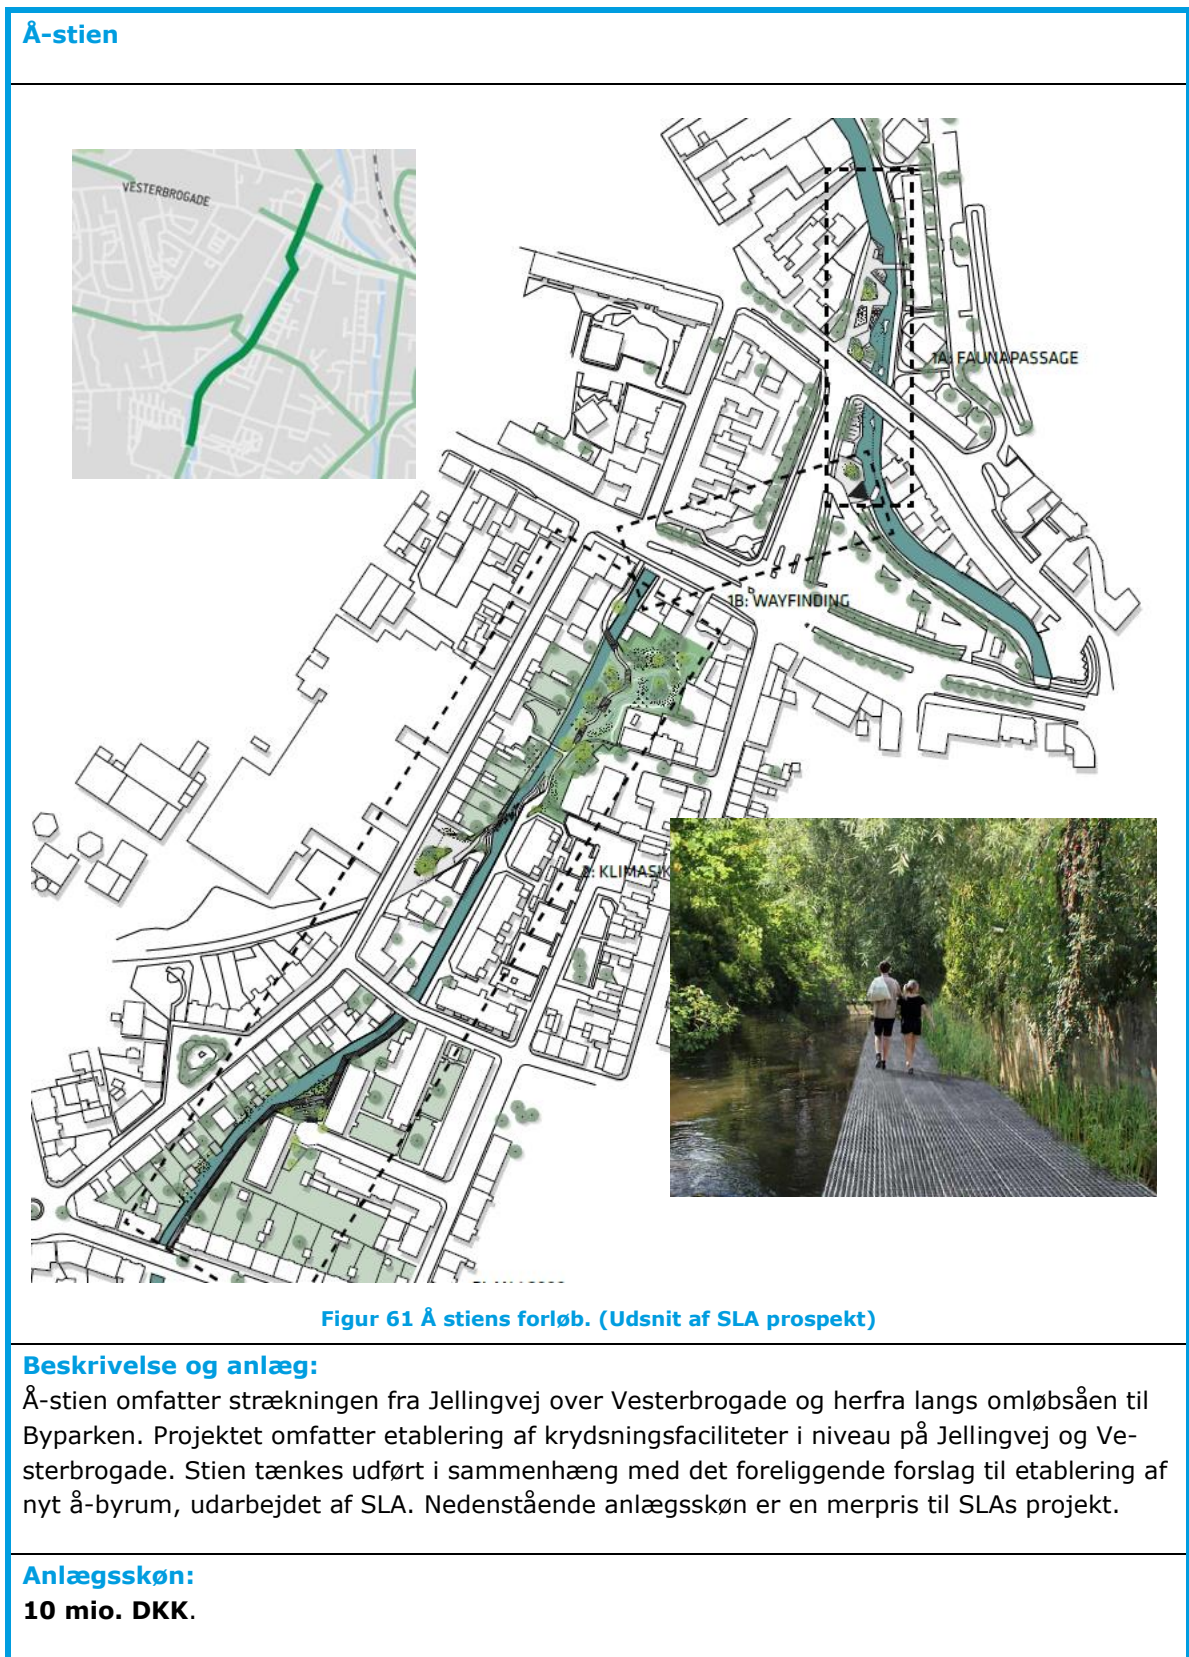 Å-stien
VESTERBROGADE
1A: FAUNAPASSAGE
1B: WAYFINDING
2: KLIMASIK
Figur 61 Å stiens forløb. (Udsnit af SLA prospekt)
Beskrivelse og anlæg:
Å-stien omfatter strækningen fra Jellingvej over Vesterbrogade og herfra langs omløbsåen til
Byparken. Projektet omfatter etablering af krydsningsfaciliteter i niveau på Jellingvej og Ve-
sterbrogade. Stien tænkes udført i sammenhæng med det foreliggende forslag til etablering af
nyt å-byrum, udarbejdet af SLA. Nedenstående anlægsskøn er en merpris til SLAs projekt.
Anlægsskøn:
10 mio. DKK.